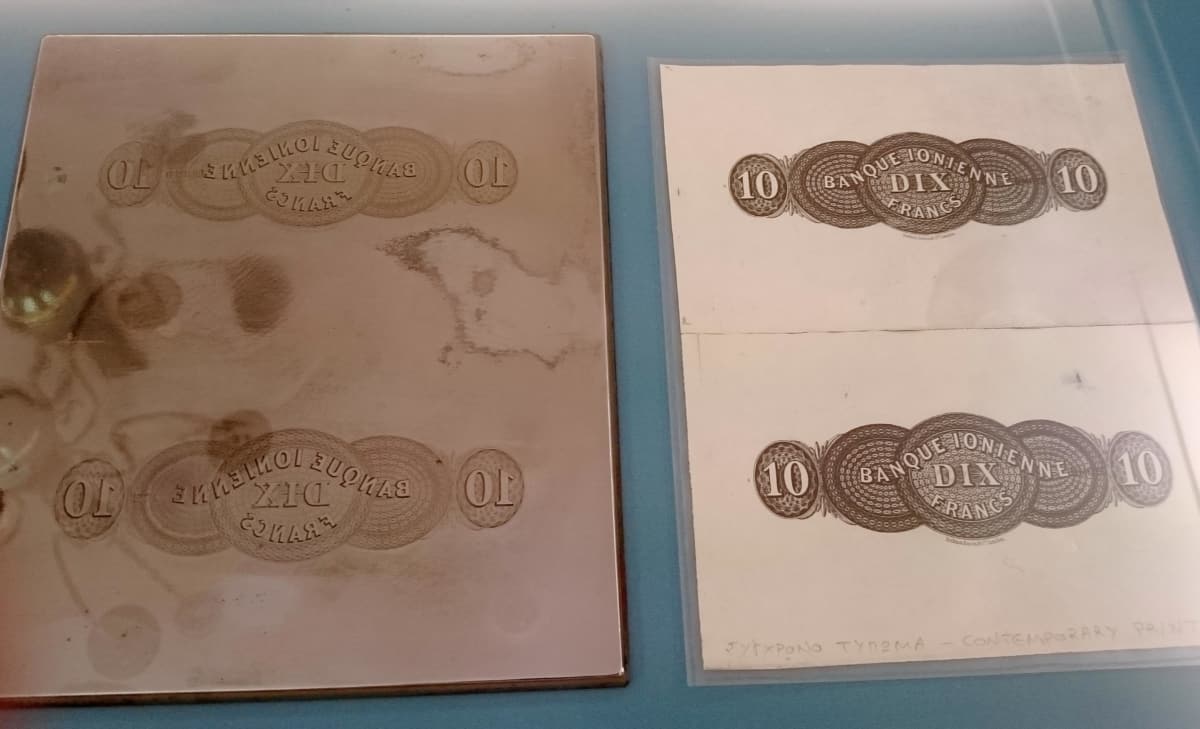 10 BANQUE IONIENNE 10
DIX
FRANCS
10 BANQUE IONIENNE 10
DIX
FRANCS
10 BANQUE IONIENNE 10
DIX
FRANCS
10 BANQUE IONIENNE 10
DIX
FRANCS
ΣΥΓΧΡΟΝΟ ΤΥΠΩΜΑ - CONTEMPORARY PRINT